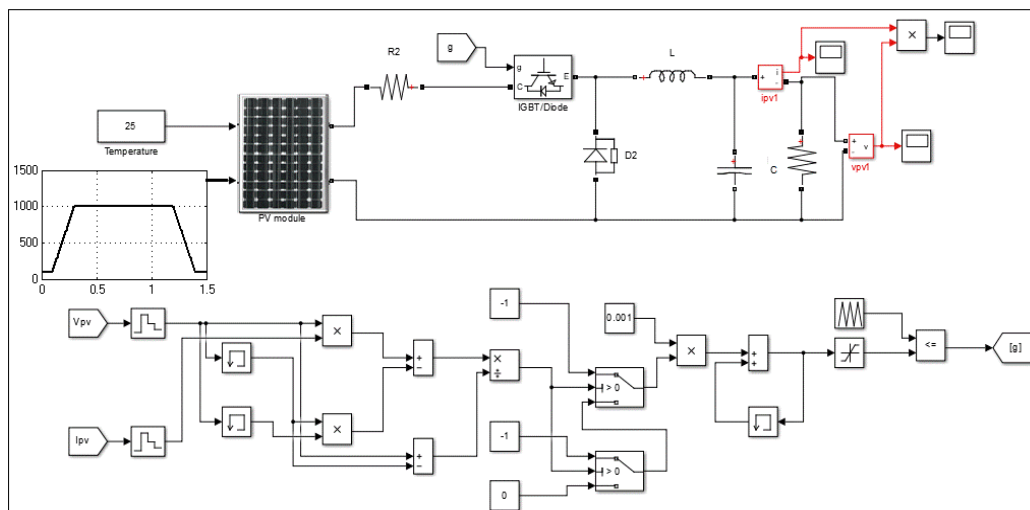 R2
g
g
C
E
IGBT/Diode
L
+
i
-
ipv1
×
25
Temperature
PV module
D2
C
+
-
v
vpv1
1500
1000
500
0
0
0.5
1
1.5
Vpv
Ipv
×
×
+
−
+
−
×
÷
-1
> 0
-1
> 0
0
0.001
×
+
+
<=
[g]